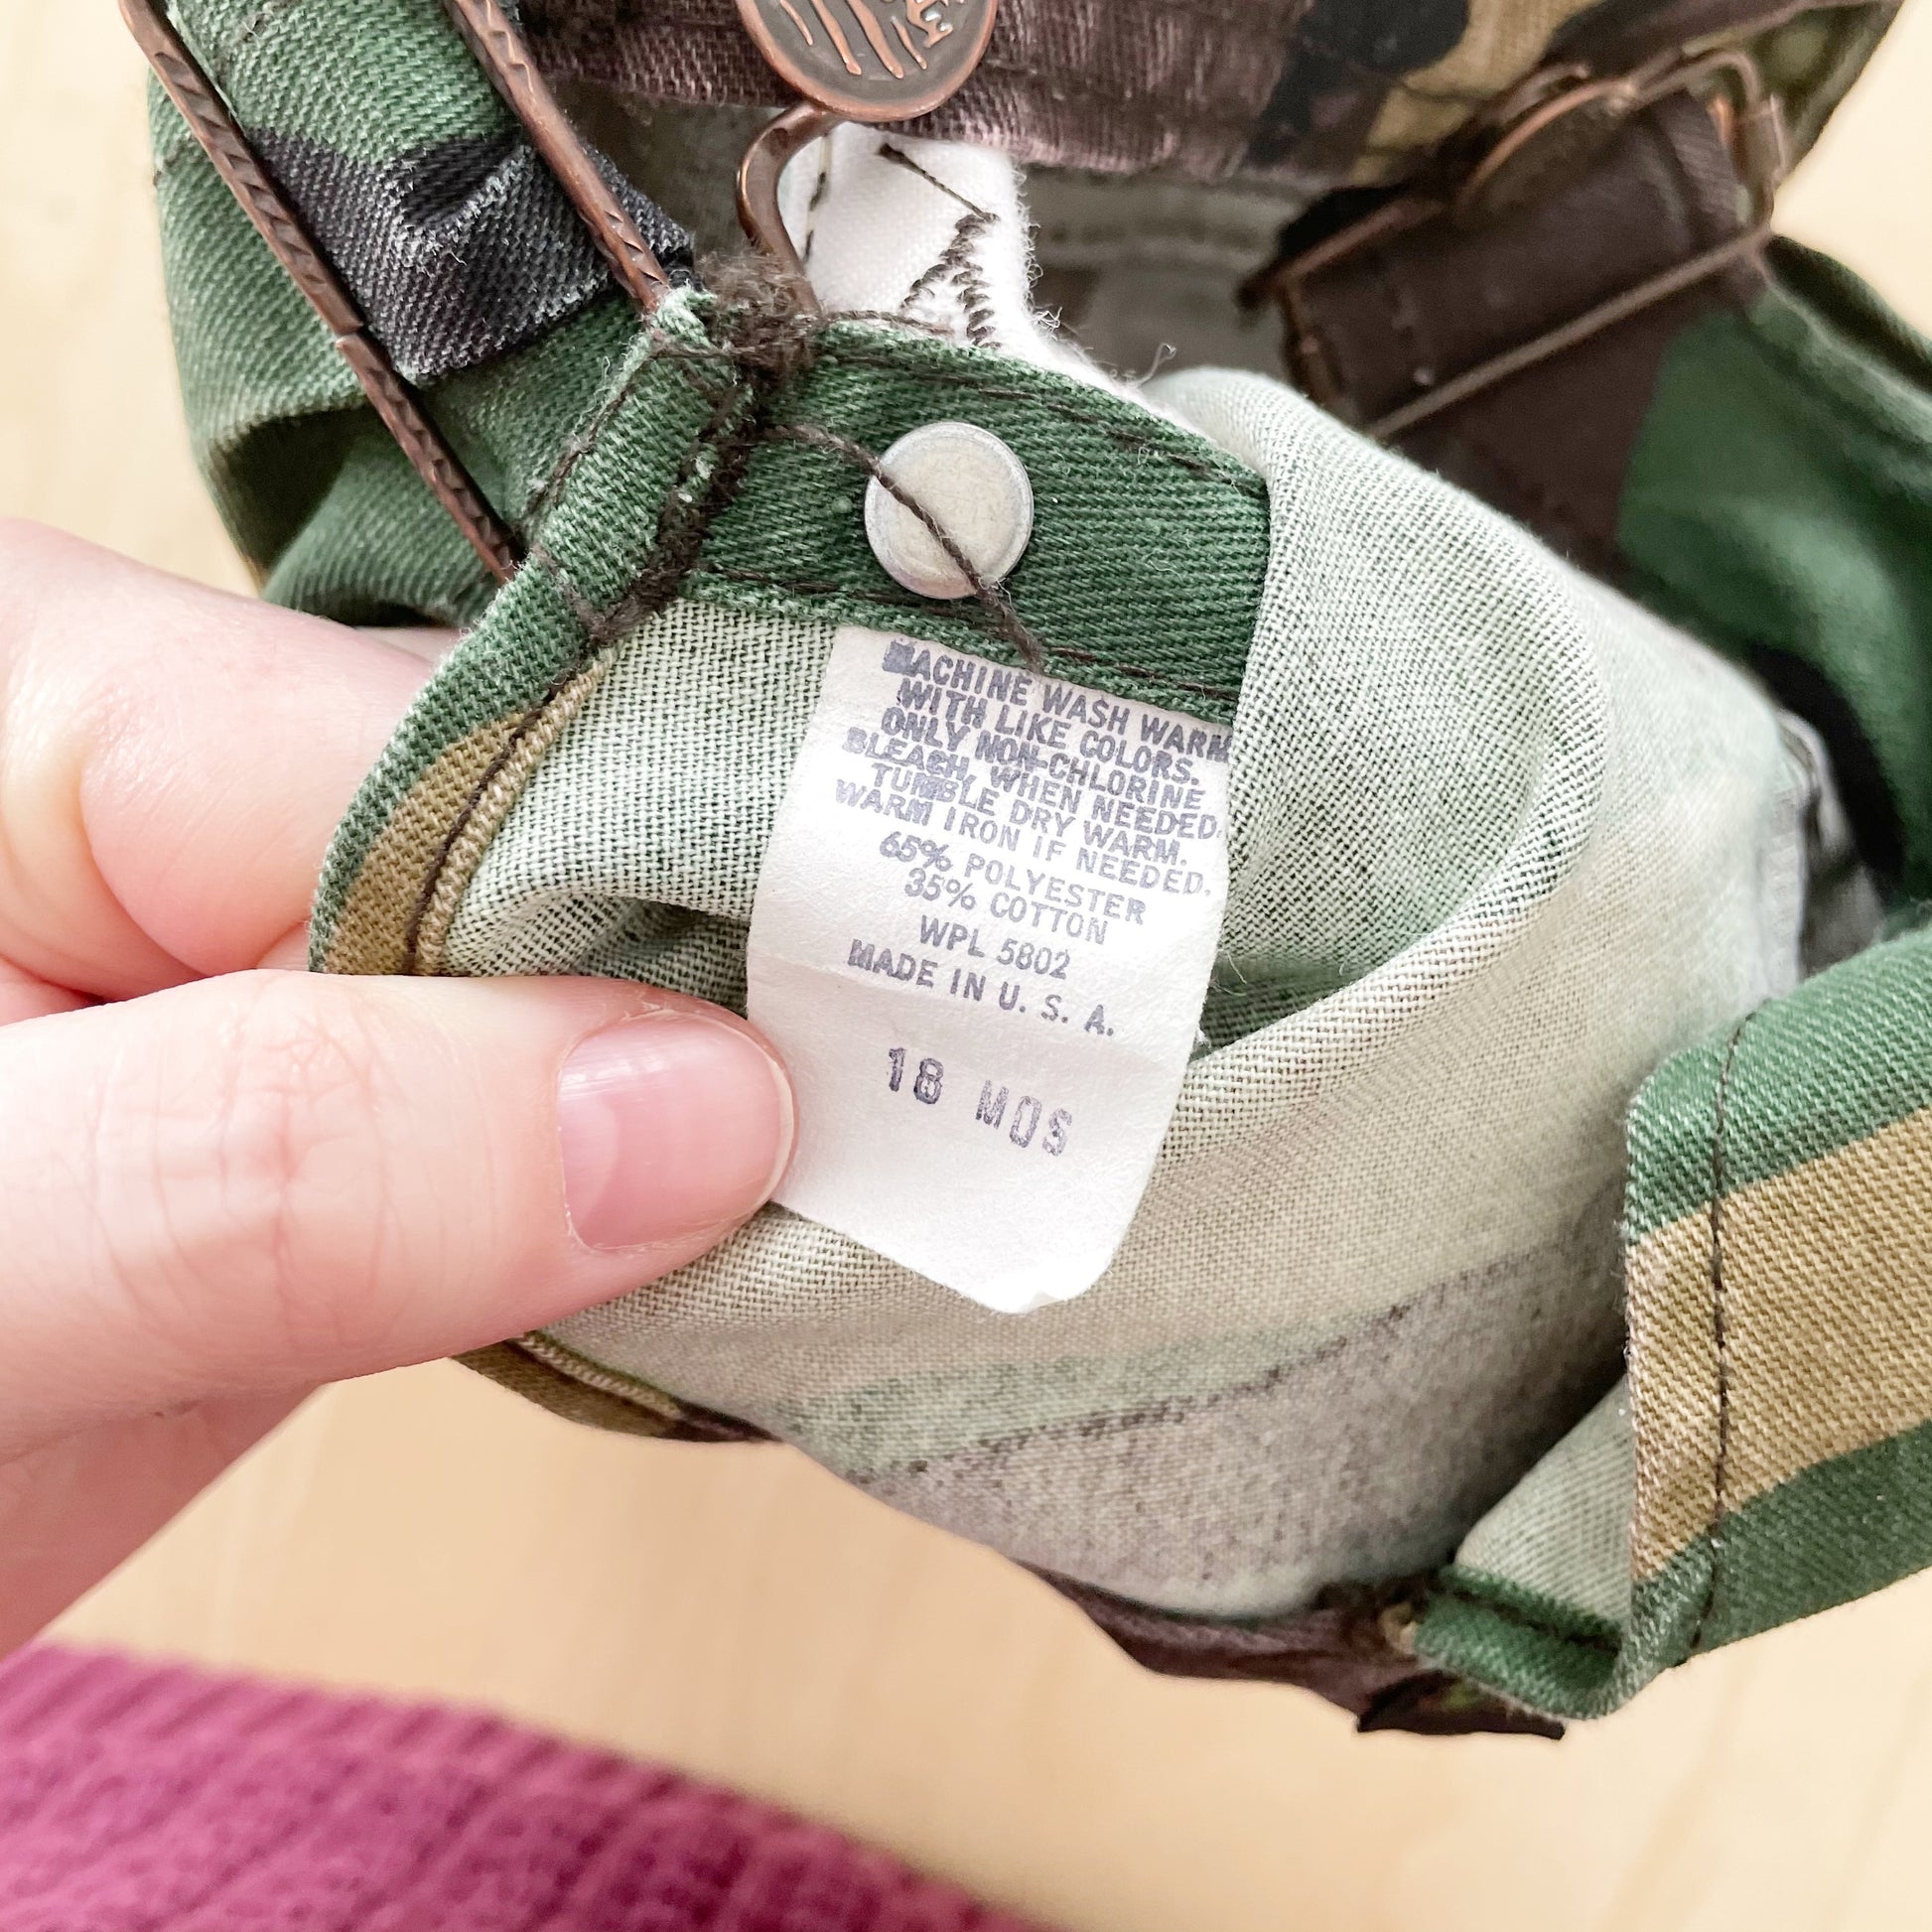 MACHINE WASH WARM
WITH LIKE COLORS.
ONLY NON-CHLORINE
BLEACH, WHEN NEEDED.
TUMBLE DRY WARM.
WARM IRON IF NEEDED.
65% POLYESTER
35% COTTON
WPL 5802
MADE IN U. S. A.
18 MOS